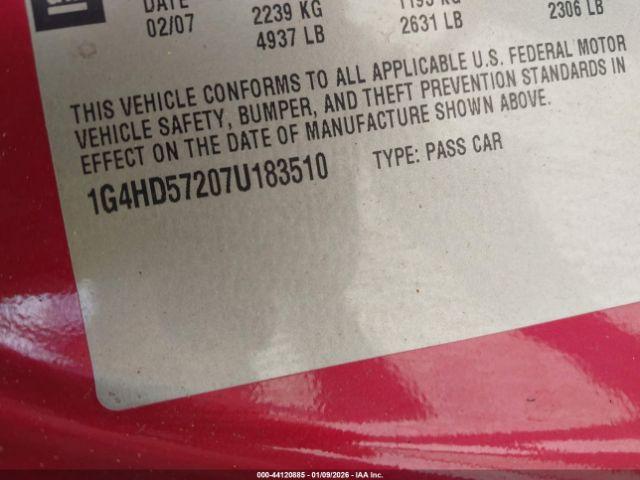 DATE
02/07
2239 KG
4937 LB
2631 LB
2306 LB
THIS VEHICLE CONFORMS TO ALL APPLICABLE U.S. FEDERAL MOTOR
VEHICLE SAFETY, BUMPER, AND THEFT PREVENTION STANDARDS IN
EFFECT ON THE DATE OF MANUFACTURE SHOWN ABOVE.
1G4HD57207U183510
TYPE: PASS CAR
000-44120885 - 01/09/2026 - IAA Inc.